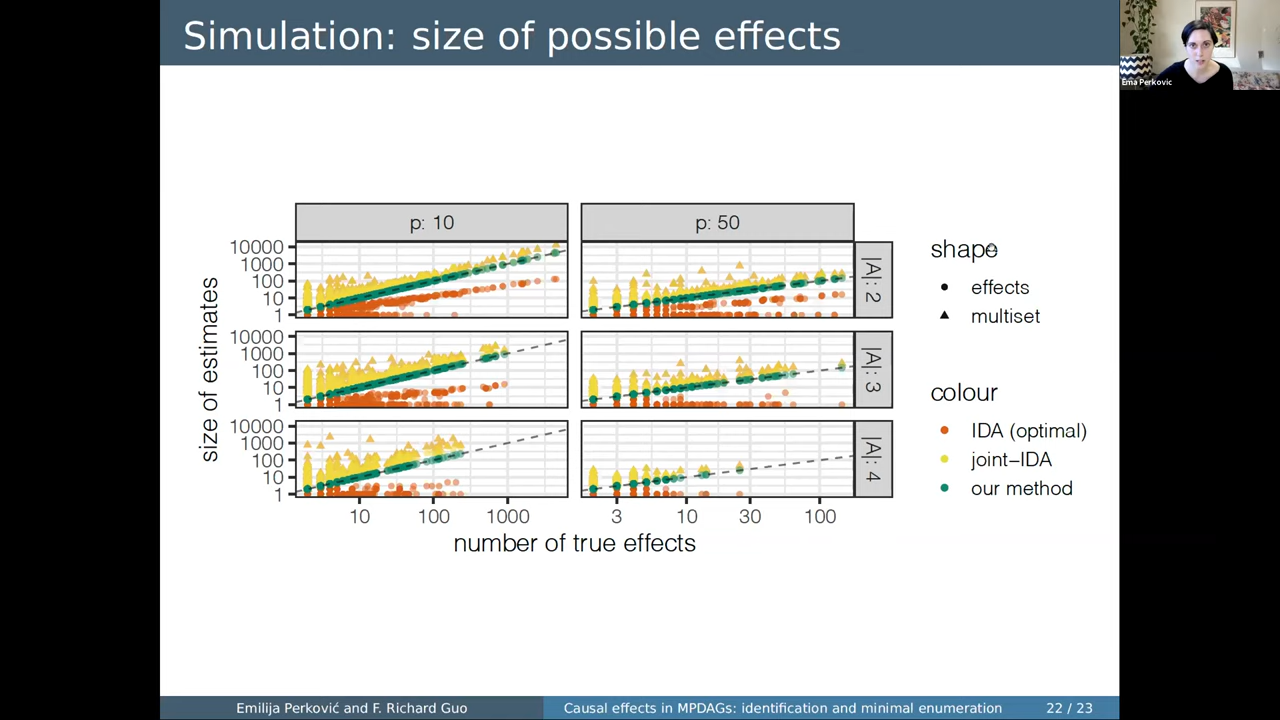 Simulation: size of possible effects
Ema Perkovic
p: 10
p: 50
10000
1000
100
10
1
|A|: 2
10000
1000
100
10
1
|A|: 3
10000
1000
100
10
1
|A|: 4
size of estimates
10
100
1000
3
10
30
100
number of true effects
shape
effects
multiset
colour
IDA (optimal)
joint−IDA
our method
Emilija Perković and F. Richard Guo
Causal effects in MPDAGs: identification and minimal enumeration
22 / 23